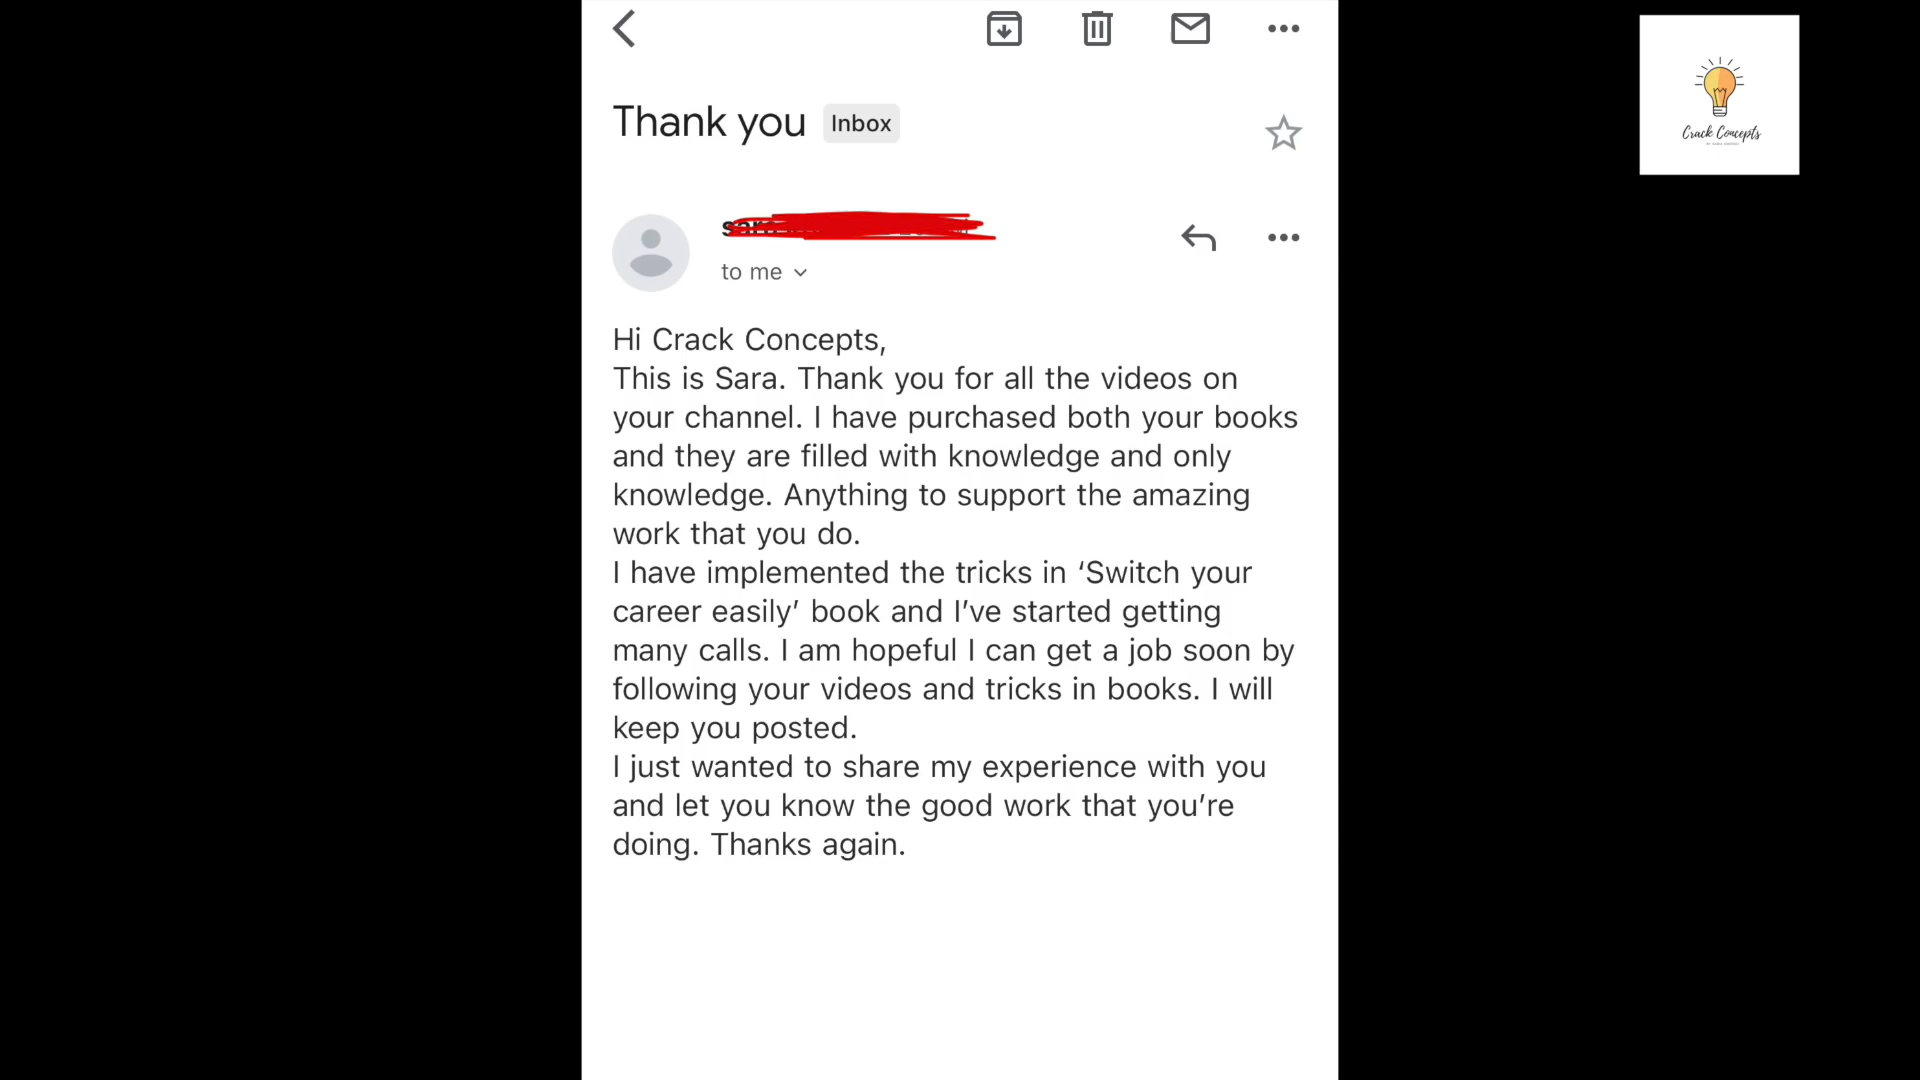 Thank you Inbox
to me
Hi Crack Concepts,
This is Sara. Thank you for all the videos on
your channel. I have purchased both your books
and they are filled with knowledge and only
knowledge. Anything to support the amazing
work that you do.
I have implemented the tricks in ‘Switch your
career easily’ book and I’ve started getting
many calls. I am hopeful I can get a job soon by
following your videos and tricks in books. I will
keep you posted.
I just wanted to share my experience with you
and let you know the good work that you’re
doing. Thanks again.
Crack Concepts